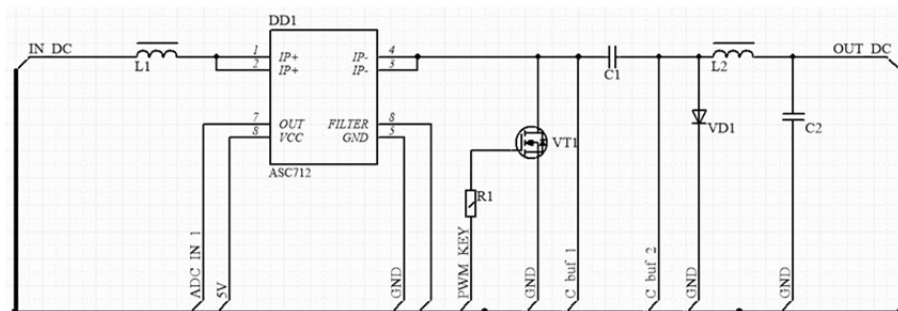 DD1
IN_DC
1 IP+ IP- 4
2 IP+ IP- 3
OUT_DC
L1
C1
L2
7 OUT FILTER 6
8 VCC GND 5
VD1
C2
VT1
ASC712
R1
ADC_IN_1
5V
GND
PWM_KEY
GND
C_buf_1
C_buf_2
GND
GND